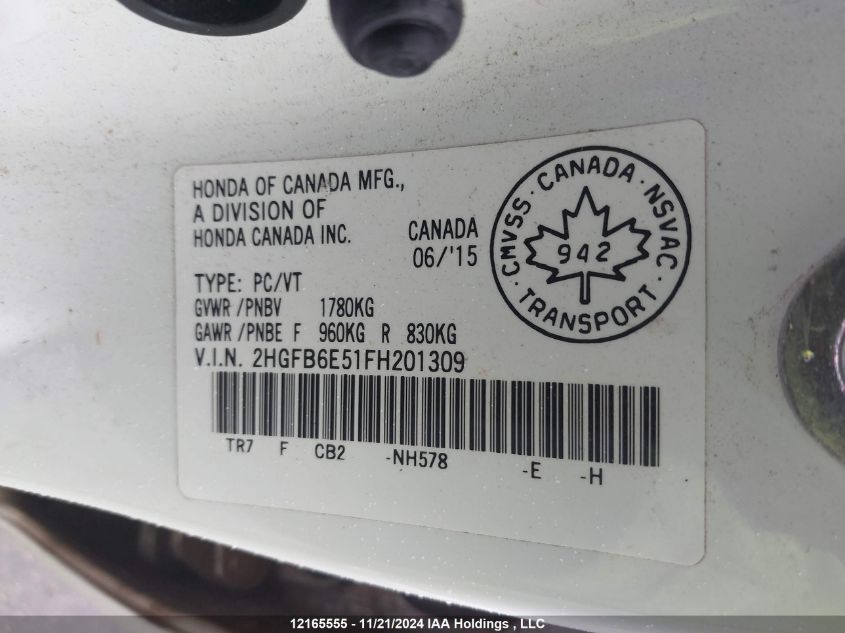 HONDA OF CANADA MFG.,
A DIVISION OF
HONDA CANADA INC.
CANADA
06/'15
TYPE: PC/VT
GVWR /PNBV 1780KG
GAWR /PNBE F 960KG R 830KG
V.I.N. 2HGFB6E51FH201309
TR7 F CB2 -NH578 -E -H
CMVSS · CANADA · NSVAC
942
· TRANSPORT ·
12165555 - 11/21/2024 IAA Holdings , LLC